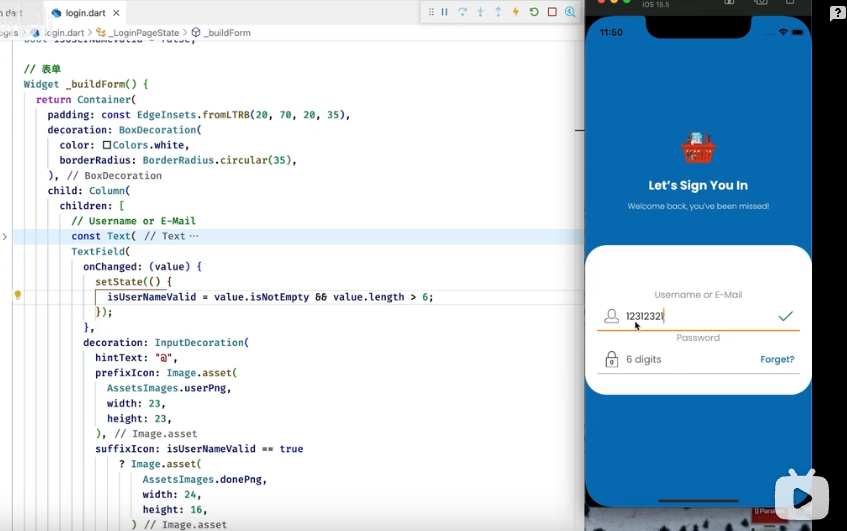 login.dart ×
login.dart > _LoginPageState > _buildForm
// 表单
Widget _buildForm() {
return Container(
padding: const EdgeInsets.fromLTRB(20, 70, 20, 35),
decoration: BoxDecoration(
color: Colors.white,
borderRadius: BorderRadius.circular(35),
), // BoxDecoration
child: Column(
children: [
// Username or E-Mail
const Text( // Text ⋯
TextField(
onChanged: (value) {
setState(() {
isUserNameValid = value.isNotEmpty && value.length > 6;
});
},
decoration: InputDecoration(
hintText: "@",
prefixIcon: Image.asset(
AssetsImages.userPng,
width: 23,
height: 23,
), // Image.asset
suffixIcon: isUserNameValid == true
? Image.asset(
AssetsImages.donePng,
width: 24,
height: 16,
) // Image.asset
iOS 15.5
11:50
Let's Sign You In
Welcome back, you've been missed!
Username or E-Mail
12312321
Password
6 digits
Forget?